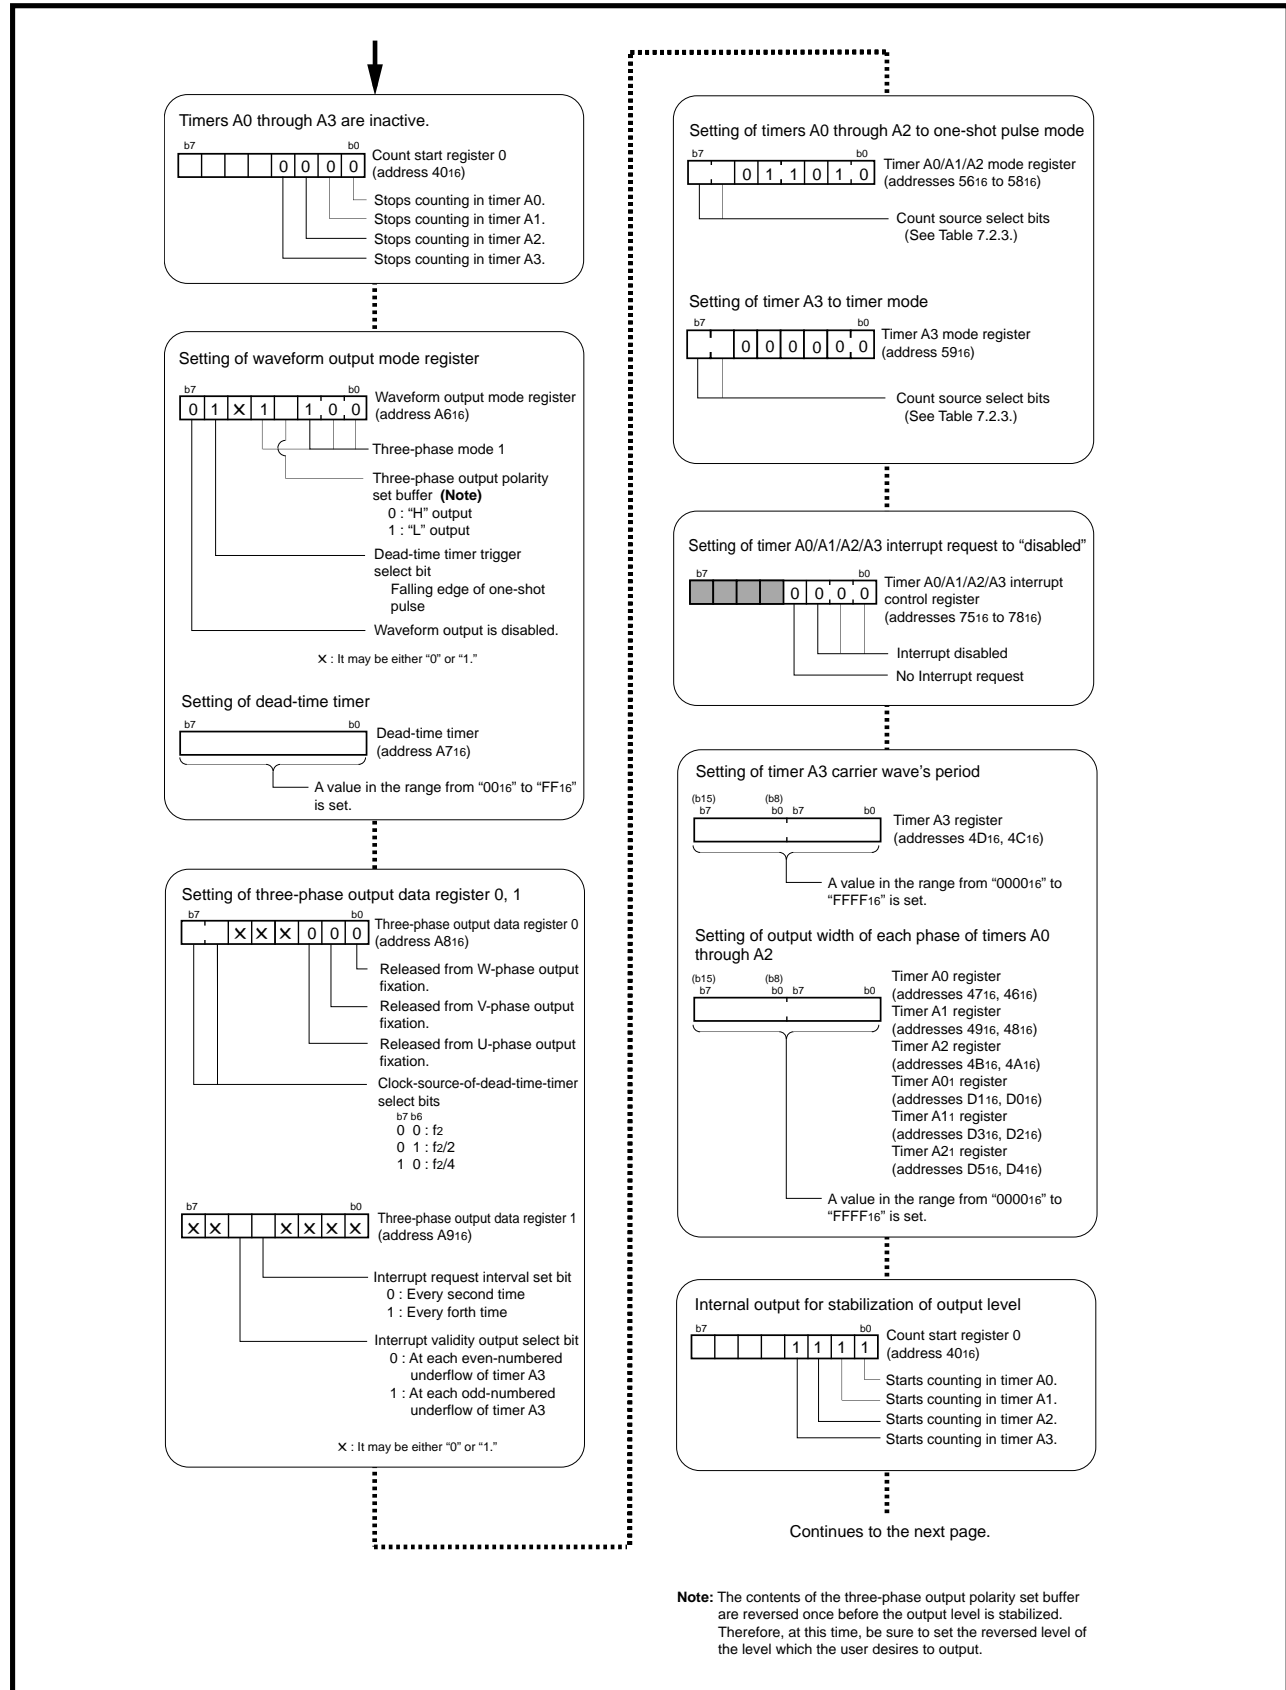 Timers A0 through A3 are inactive.
b7 b0
0 0 0 0
Count start register 0
(address 4016)
Stops counting in timer A0.
Stops counting in timer A1.
Stops counting in timer A2.
Stops counting in timer A3.
Setting of waveform output mode register
b7 b0
0 1 × 1 1 0 0
Waveform output mode register
(address A616)
Three-phase mode 1
Three-phase output polarity
set buffer (Note)
0 : “H” output
1 : “L” output
Dead-time timer trigger
select bit
Falling edge of one-shot
pulse
Waveform output is disabled.
× : It may be either “0” or “1.”
Setting of dead-time timer
b7 b0
Dead-time timer
(address A716)
A value in the range from “0016” to “FF16”
is set.
Setting of three-phase output data register 0, 1
b7 b0
× × × 0 0 0
Three-phase output data register 0
(address A816)
Released from W-phase output
fixation.
Released from V-phase output
fixation.
Released from U-phase output
fixation.
Clock-source-of-dead-time-timer
select bits
b7 b6
0 0 : f2
0 1 : f2/2
1 0 : f2/4
b7 b0
× × × × × ×
Three-phase output data register 1
(address A916)
Interrupt request interval set bit
0 : Every second time
1 : Every forth time
Interrupt validity output select bit
0 : At each even-numbered
underflow of timer A3
1 : At each odd-numbered
underflow of timer A3
× : It may be either “0” or “1.”
Setting of timers A0 through A2 to one-shot pulse mode
b7 b0
0 1 1 0 1 0
Timer A0/A1/A2 mode register
(addresses 5616 to 5816)
Count source select bits
(See Table 7.2.3.)
Setting of timer A3 to timer mode
b7 b0
0 0 0 0 0 0
Timer A3 mode register
(address 5916)
Count source select bits
(See Table 7.2.3.)
Setting of timer A0/A1/A2/A3 interrupt request to “disabled”
b7 b0
0 0 0 0
Timer A0/A1/A2/A3 interrupt
control register
(addresses 7516 to 7816)
Interrupt disabled
No Interrupt request
Setting of timer A3 carrier wave’s period
(b15) (b8)
b7 b0 b7 b0
Timer A3 register
(addresses 4D16, 4C16)
A value in the range from “000016” to
“FFFF16” is set.
Setting of output width of each phase of timers A0
through A2
(b15) (b8)
b7 b0 b7 b0
Timer A0 register
(addresses 4716, 4616)
Timer A1 register
(addresses 4916, 4816)
Timer A2 register
(addresses 4B16, 4A16)
Timer A01 register
(addresses D116, D016)
Timer A11 register
(addresses D316, D216)
Timer A21 register
(addresses D516, D416)
A value in the range from “000016” to
“FFFF16” is set.
Internal output for stabilization of output level
b7 b0
1 1 1 1
Count start register 0
(address 4016)
Starts counting in timer A0.
Starts counting in timer A1.
Starts counting in timer A2.
Starts counting in timer A3.
Continues to the next page.
Note: The contents of the three-phase output polarity set buffer
are reversed once before the output level is stabilized.
Therefore, at this time, be sure to set the reversed level of
the level which the user desires to output.